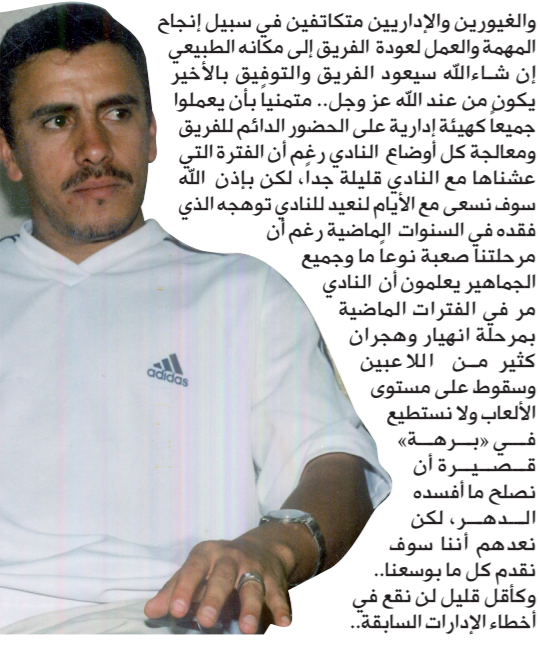 والغيورين والإداريين متكاتفين في سبيل إنجاح
المهمة والعمل لعودة الفريق إلى مكانه الطبيعي
إن شاءالله سيعود الفريق والتوفيق بالأخير
يكون من عند الله عز وجل.. متمنياً بأن يعملوا
جميعاً كهيئة إدارية على الحضور الدائم للفريق
ومعالجة كل أوضاع النادي رغم أن الفترة التي
عشناها مع النادي قليلة جداً، لكن بإذن الله
سوف نسعى مع الأيام لنعيد للنادي توهجه الذي
فقده في السنوات الماضية رغم أن
مرحلتنا صعبة نوعاً ما وجميع
الجماهير يعلمون أن النادي
مر في الفترات الماضية
بمرحلة انهيار وهجران
كثير من اللاعبين
وسقوط على مستوى
الألعاب ولا نستطيع
في «برهة»
قصيرة أن
نصلح ما أفسده
الدهر، لكن
نعدهم أننا سوف
نقدم كل ما بوسعنا..
وكأقل قليل لن نقع في
أخطاء الإدارات السابقة..
adidas